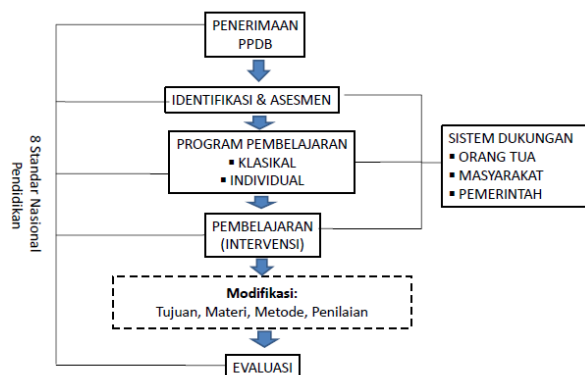 PENERIMAAN
PPDB
IDENTIFIKASI & ASESMEN
PROGRAM PEMBELAJARAN
▪ KLASIKAL
▪ INDIVIDUAL
PEMBELAJARAN
(INTERVENSI)
Modifikasi:
Tujuan, Materi, Metode, Penilaian
EVALUASI
8 Standar Nasional
Pendidikan
SISTEM DUKUNGAN
▪ ORANG TUA
▪ MASYARAKAT
▪ PEMERINTAH